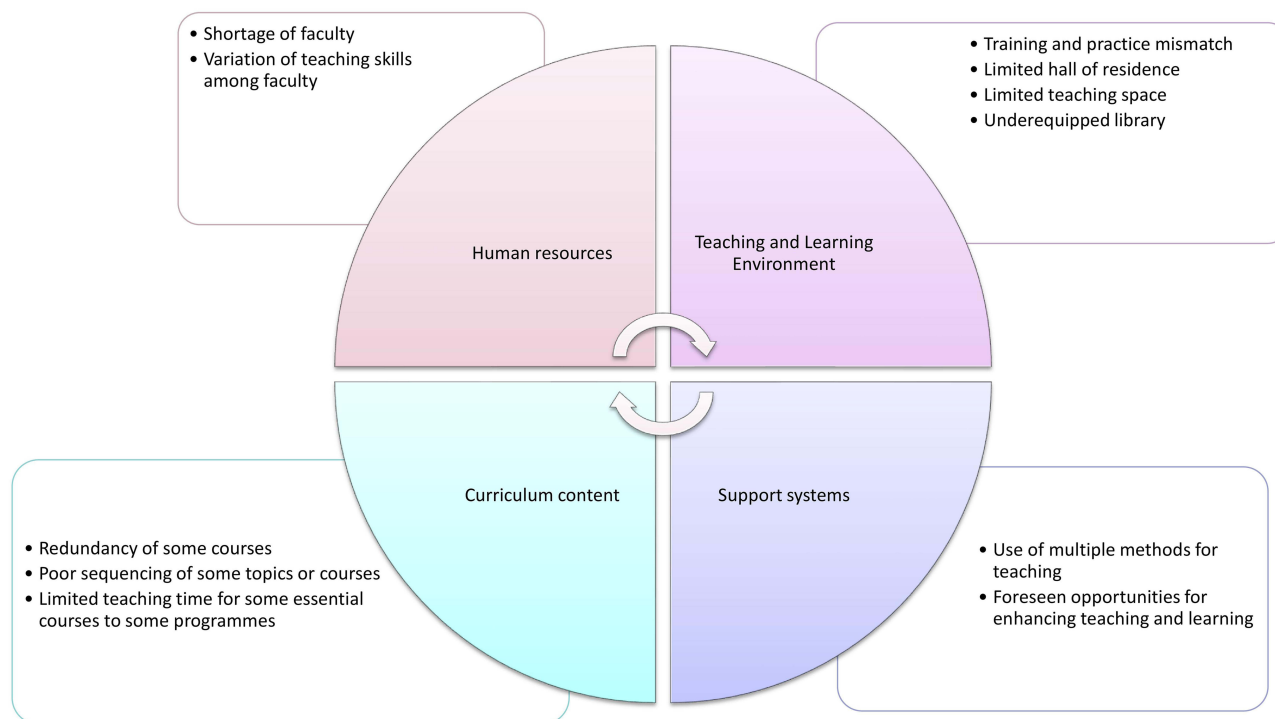 • Shortage of faculty
• Variation of teaching skills
among faculty
• Training and practice mismatch
• Limited hall of residence
• Limited teaching space
• Underequipped library
Human resources
Teaching and Learning
Environment
Curriculum content
Support systems
• Redundancy of some courses
• Poor sequencing of some topics or courses
• Limited teaching time for some essential
courses to some programmes
• Use of multiple methods for
teaching
• Foreseen opportunities for
enhancing teaching and learning